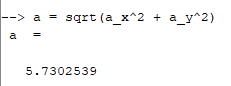 --> a = sqrt(a_x^2 + a_y^2)
a  =
5.7302539